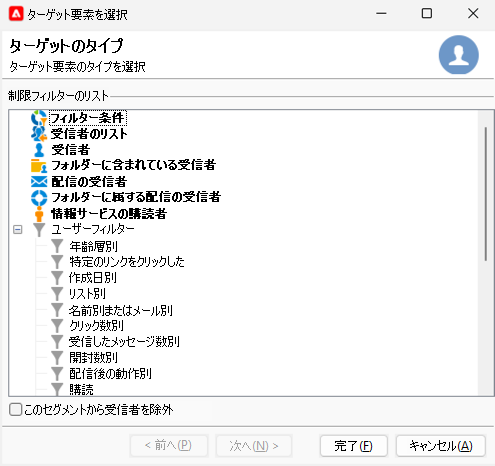 ターゲット要素を選択
ターゲットのタイプ
ターゲット要素のタイプを選択
制限フィルターのリスト
フィルター条件
受信者のリスト
受信者
フォルダーに含まれている受信者
配信の受信者
フォルダーに属する配信の受信者
情報サービスの購読者
ユーザーフィルター
年齢層別
特定のリンクをクリックした
作成日別
リスト別
名前別またはメール別
クリック数別
受信したメッセージ数別
開封数別
配信後の動作別
購読
このセグメントから受信者を除外
< 前へ(P) 次へ(N) > 完了(F) キャンセル(A)